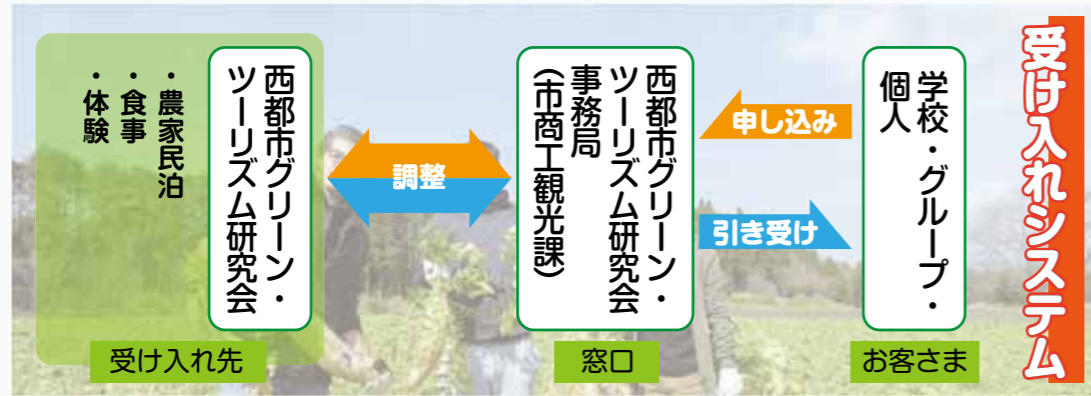 受け入れシステム
学校・グループ・
個人
お客さま
申し込み
引き受け
西都市グリーン・
ツーリズム研究会
事務局
（市商工観光課）
窓口
調整
西都市グリーン・
ツーリズム研究会
・農家民泊
・食事
・体験
受け入れ先